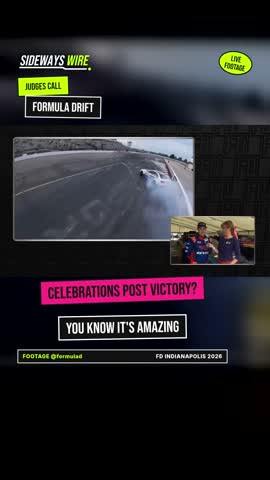 SIDEWAYS WIRE.
LIVE
FOOTAGE
JUDGES CALL
FORMULA DRIFT
CELEBRATIONS POST VICTORY?
YOU KNOW IT'S AMAZING
FOOTAGE @formulad
FD INDIANAPOLIS 2026